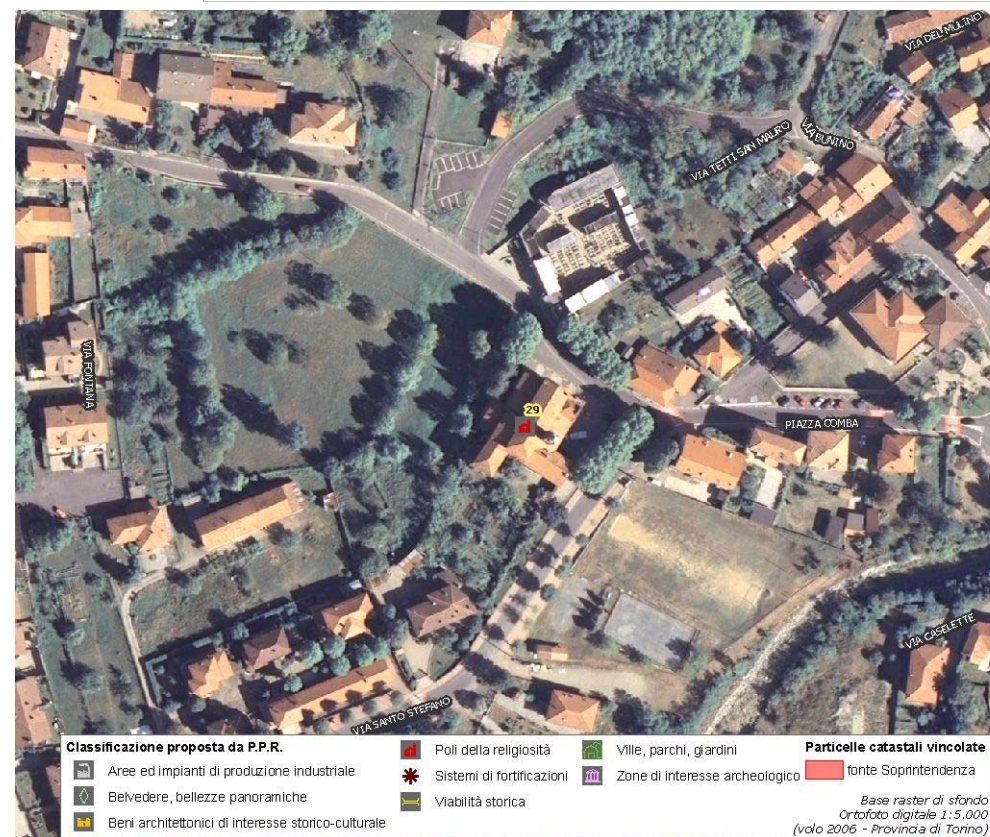 VIA DEL MULINO
VIA BUNINO
VIA TETTI SAN MAURO
VIA FONTANA
29
PIAZZA COMBA
VIA CASELETTE
VIA SANTO STEFANO
Classificazione proposta da P.P.R.
Aree ed impianti di produzione industriale
Belvedere, bellezze panoramiche
Beni architettonici di interesse storico-culturale
Poli della religiosità
Sistemi di fortificazioni
Viabilità storica
Ville, parchi, giardini
Zone di interesse archeologico
Particelle catastali vincolate
fonte Soprintendenza
Base raster di sfondo
Ortofoto digitale 1:5.000
(volo 2006 - Provincia di Torino)